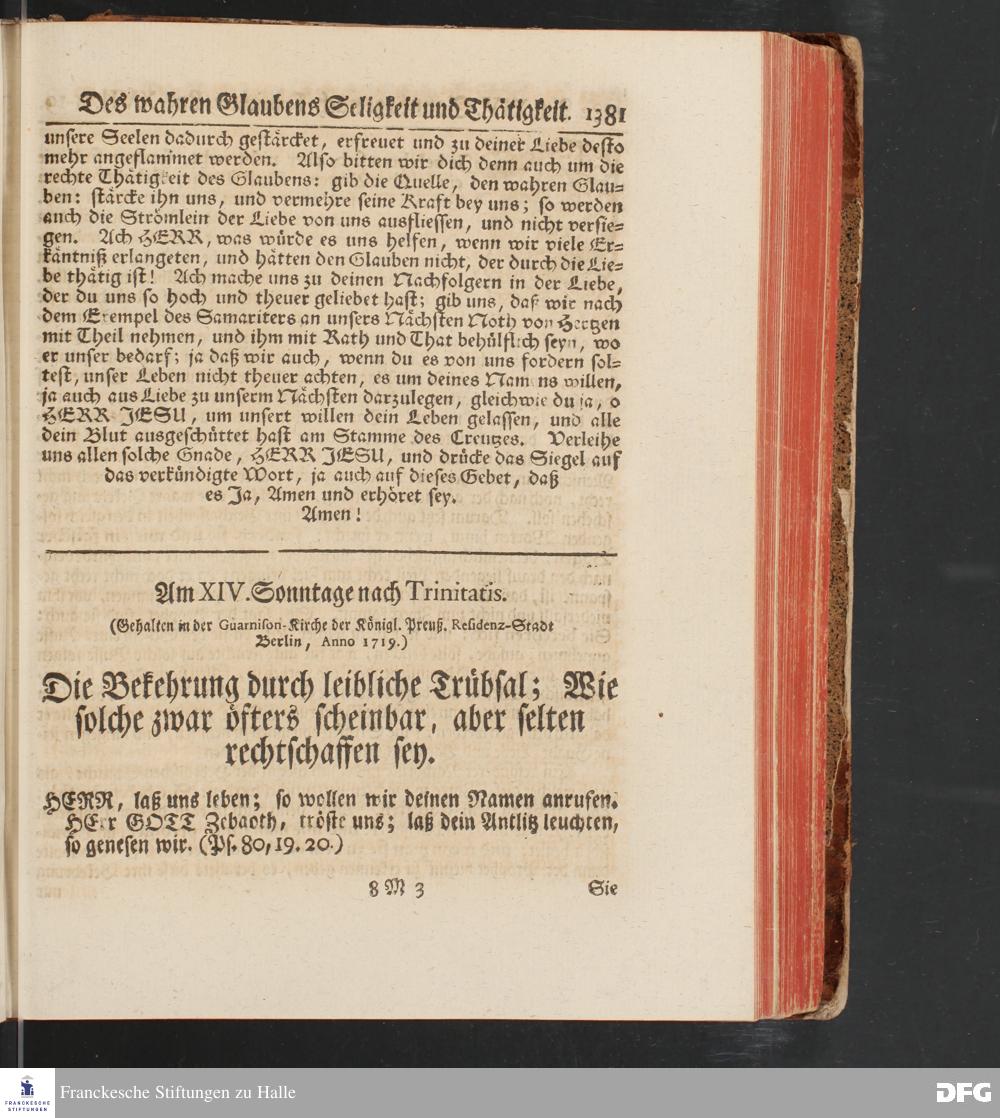 Des wahren Glaubens Seligkeit und Thätigkeit. 1381
unsere Seelen dadurch gestärcket, erfreuet und zu deiner Liebe desto
mehr angeflammet werden. Also bitten wir dich denn auch um die
rechte Thätigkeit des Glaubens: gib die Quelle, den wahren Glau-
ben: stärcke ihn uns, und vermehre seine Kraft bey uns; so werden
auch die Strömlein der Liebe von uns ausfliessen, und nicht versie-
gen. Ach HERR, was würde es uns helfen, wenn wir viele Er-
käntniß erlangeten, und hätten den Glauben nicht, der durch die Lie-
be thätig ist! Ach mache uns zu deinen Nachfolgern in der Liebe,
der du uns so hoch und theuer geliebet hast; gib uns, daß wir nach
dem Exempel des Samariters an unsers Nächsten Noth von Hertzen
mit Theil nehmen, und ihm mit Rath und That behülflich seyn, wo
er unser bedarf; ja daß wir auch, wenn du es von uns fordern sol-
test, unser Leben nicht theuer achten, es um deines Namens willen,
ja auch aus Liebe zu unserm Nächsten darzulegen, gleichwie du ja, o
HERR JESU, um unsert willen dein Leben gelassen, und alle
dein Blut ausgeschüttet hast am Stamme des Creutzes. Verleihe
uns allen solche Gnade, HERR JESU, und drücke das Siegel auf
das verkündigte Wort, ja auch auf dieses Gebet, daß
es Ja, Amen und erhöret sey.
Amen!
Am XIV. Sonntage nach Trinitatis.
(Gehalten in der Guarnison-Kirche der Königl. Preuß. Residenz-Stadt
Berlin, Anno 1719.)
Die Bekehrung durch leibliche Trübsal; Wie
solche zwar öfters scheinbar, aber selten
rechtschaffen sey.
HERR, laß uns leben; so wollen wir deinen Namen anrufen.
HErr GOTT Zebaoth, tröste uns; laß dein Antlitz leuchten,
so genesen wir. (Ps. 80, 19. 20.)
8 M 3 Sie
FRANCKESCHE
STIFTUNGEN
Franckesche Stiftungen zu Halle
DFG